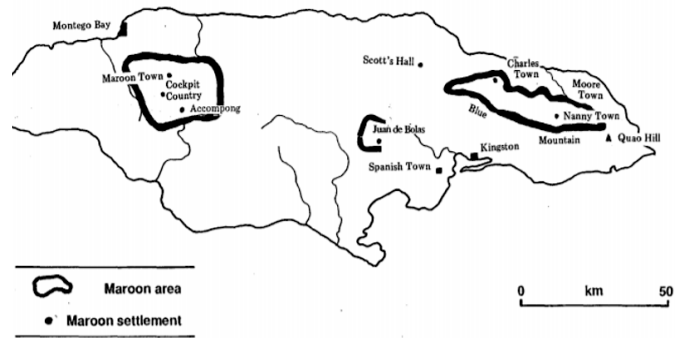 Montego Bay
Maroon Town
Cockpit
Country
Accompong
Scott's Hall
Charles
Town
Moore
Town
Blue
Nanny Town
Mountain
Quao Hill
Juan de Bolas
Kingston
Spanish Town
Maroon area
Maroon settlement
0 km 50